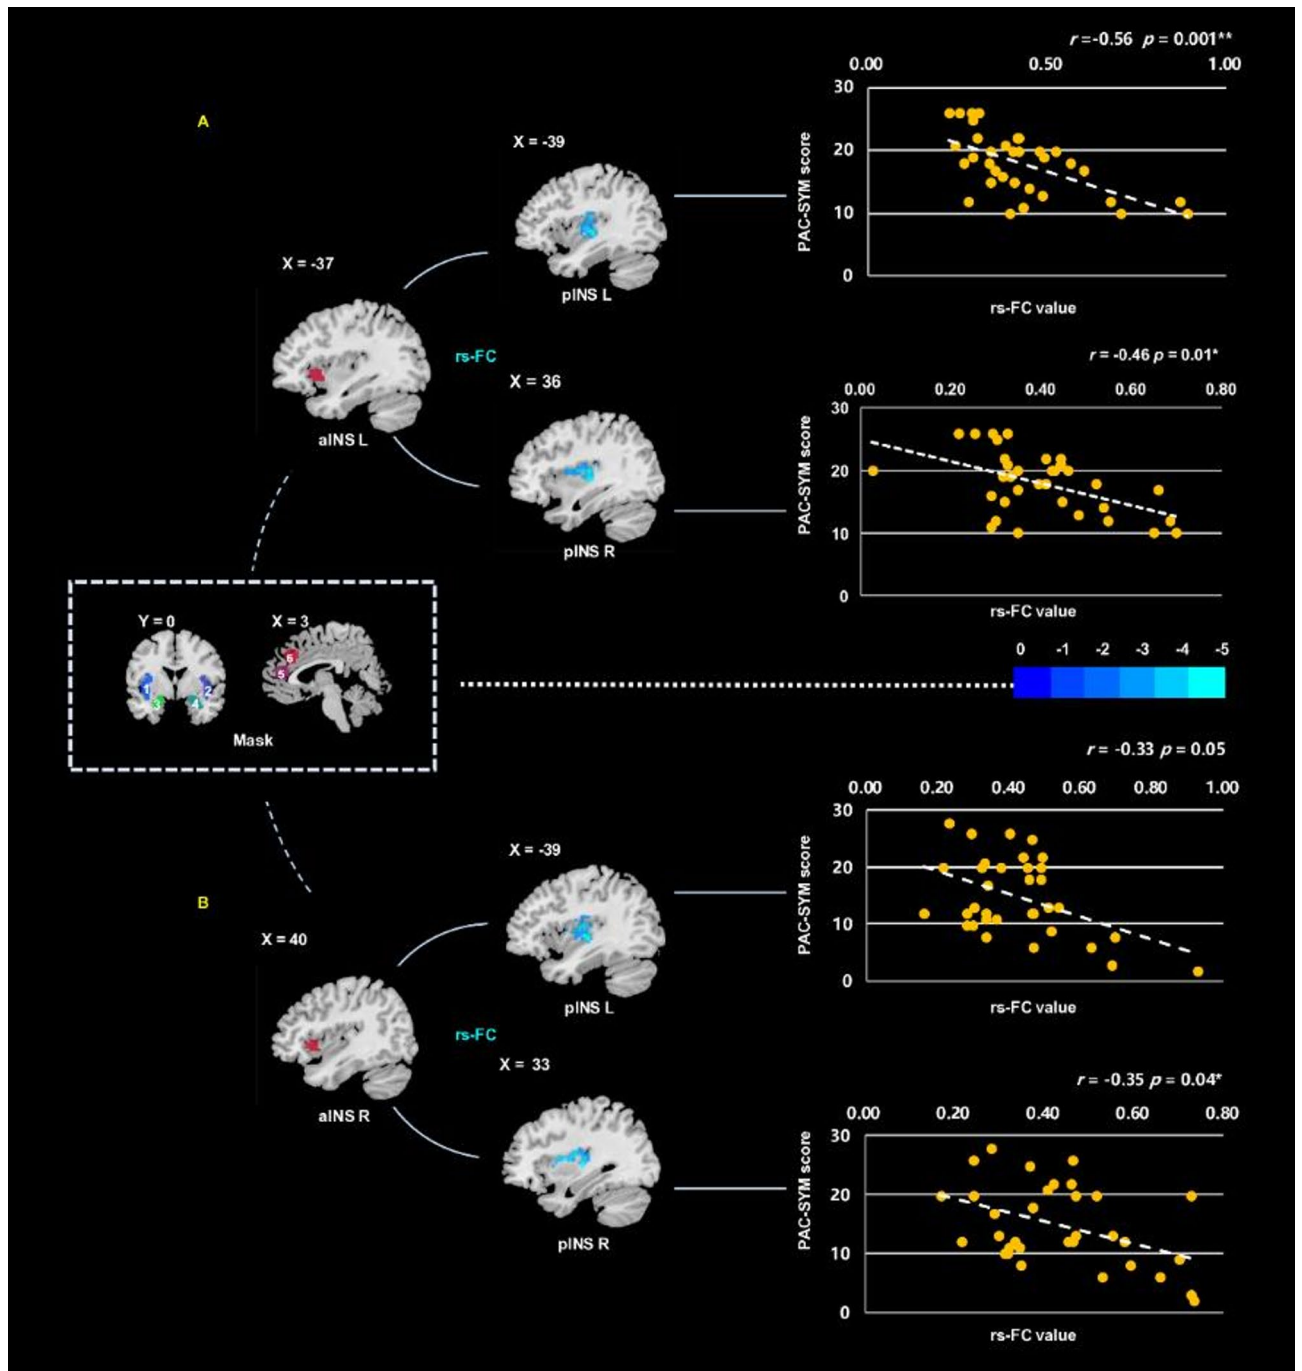 A
X = -37
aINS L
rs-FC
X = -39
pINS L
X = 36
pINS R
r =-0.56 p = 0.001**
0.00 0.50 1.00
30
20
10
0
PAC-SYM score
rs-FC value
r = -0.46 p = 0.01*
0.00 0.20 0.40 0.60 0.80
30
20
10
0
PAC-SYM score
rs-FC value
Y = 0
X = 3
1
2
3
4
5
6
Mask
0 -1 -2 -3 -4 -5
B
X = 40
aINS R
rs-FC
X = -39
pINS L
X = 33
pINS R
r = -0.33 p = 0.05
0.00 0.20 0.40 0.60 0.80 1.00
30
20
10
0
PAC-SYM score
rs-FC value
r = -0.35 p = 0.04*
0.00 0.20 0.40 0.60 0.80
30
20
10
0
PAC-SYM score
rs-FC value